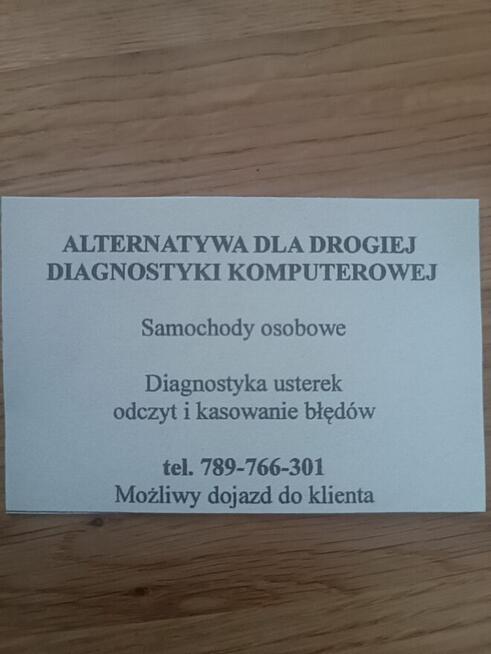 ALTERNATYWA DLA DROGIEJ
DIAGNOSTYKI KOMPUTEROWEJ
Samochody osobowe
Diagnostyka usterek
odczyt i kasowanie błędów
tel. 789-766-301
Możliwy dojazd do klienta